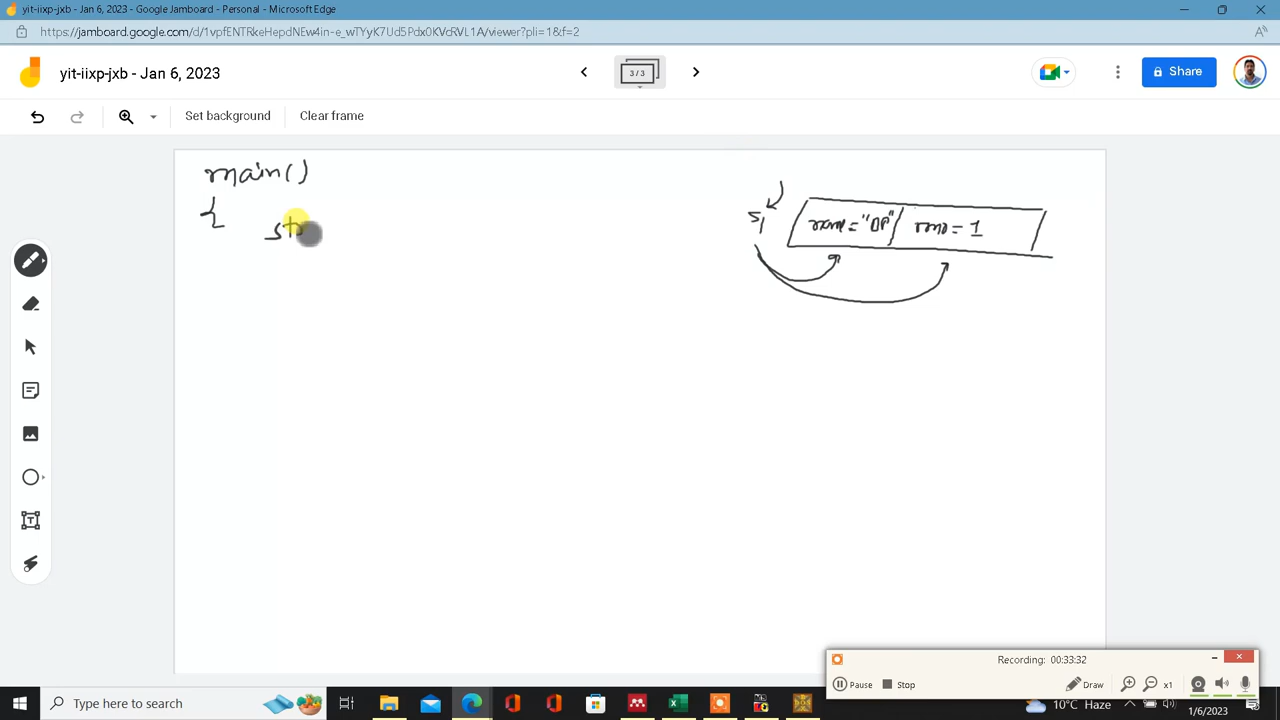 yit-iixp-jxb - Jan 6, 2023 - Google Jamboard - Personal - Microsoft Edge
https://jamboard.google.com/d/1vpfENTRkeHepdNEw4in-e_wTYyK7Ud5Pdx0KVcRVL1A/viewer?pli=1&f=2
yit-iixp-jxb - Jan 6, 2023
3/3
Share
Set background
Clear frame
main()
{
st
s1
= "OP"
rno = 1
Recording: 00:33:32
Pause
Stop
Draw
x1
Type here to search
10°C Haze
1/6/2023